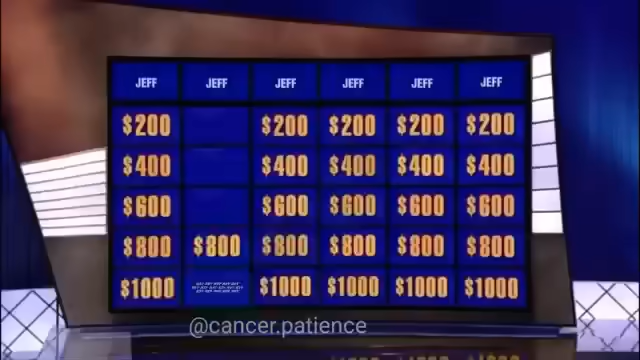 JEFF JEFF JEFF JEFF JEFF JEFF
$200 $200 $200 $200 $200
$400 $400 $400 $400 $400
$600 $600 $600 $600 $600
$800 $800 $800 $800 $800 $800
$1000 $1000 $1000 $1000 $1000
@cancer.patience